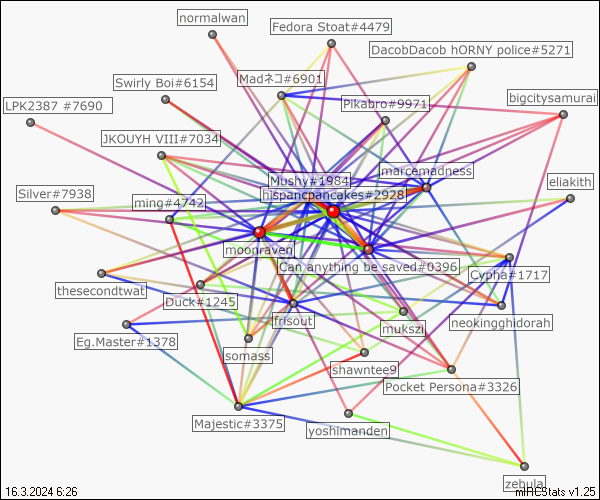 normalwan
Fedora Stoat#4479
DacobDacob hORNY police#5271
Swirly Boi#6154
Madネコ#6901
LPK2387 #7690
Pikabro#9971
bigcitysamurai
JKOUYH VIII#7034
marcemadness
Mushy#1984
eliakith
Silver#7938
hispancpancakes#2928
ming#4742
moonraven
Can anything be saved#0396
Cypha#1717
thesecondtwat
Duck#1245
frisout
mukszi
neokingghidorah
Eg.Master#1378
somass
shawntee9
Pocket Persona#3326
Majestic#3375
yoshimanden
zebula
16.3.2024 6:26
mIRCStats v1.25